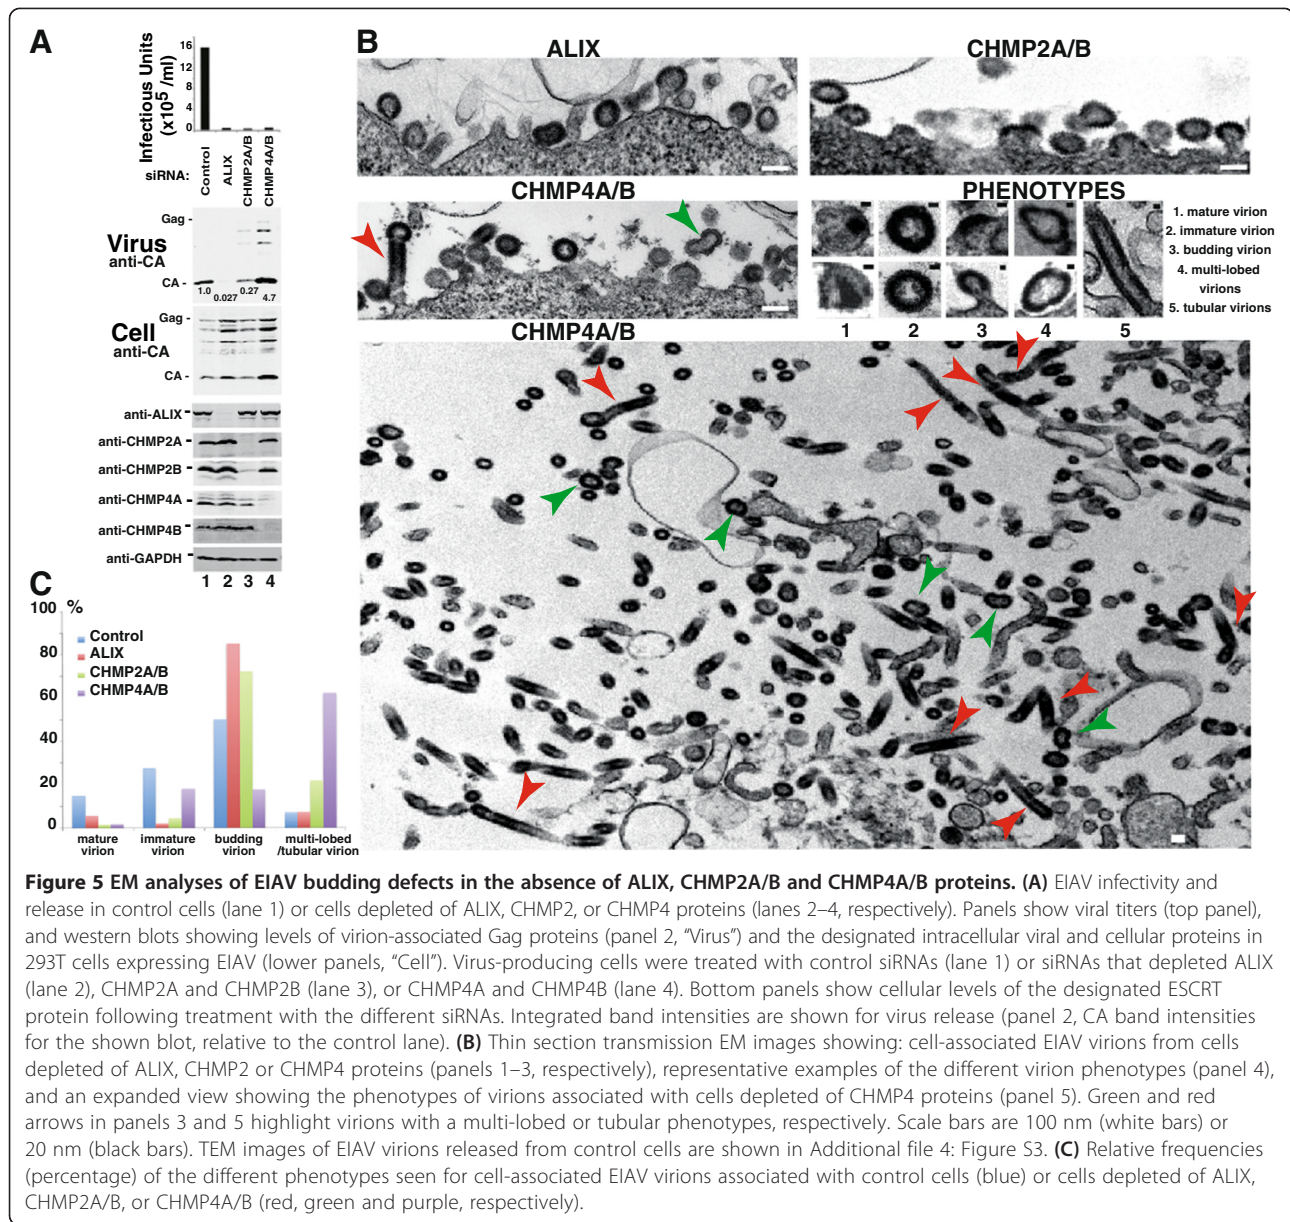 A
Infectious Units
(x10⁵ /ml)
16
12
8
4
0
siRNA:
Control
ALIX
CHMP2A/B
CHMP4A/B
Gag -
Virus
anti-CA
CA -
1.0
0.027
0.27
4.7
Gag -
Cell
anti-CA
CA -
anti-ALIX
anti-CHMP2A
anti-CHMP2B
anti-CHMP4A
anti-CHMP4B
anti-GAPDH
1 2 3 4
B
ALIX
CHMP2A/B
CHMP4A/B
PHENOTYPES
1. mature virion
2. immature virion
3. budding virion
4. multi-lobed
virions
5. tubular virions
1 2 3 4 5
CHMP4A/B
C
100
80
60
40
20
0
%
Control
ALIX
CHMP2A/B
CHMP4A/B
mature
virion
immature
virion
budding
virion
multi-lobed
/tubular virion
Figure 5 EM analyses of EIAV budding defects in the absence of ALIX, CHMP2A/B and CHMP4A/B proteins. (A) EIAV infectivity and
release in control cells (lane 1) or cells depleted of ALIX, CHMP2, or CHMP4 proteins (lanes 2–4, respectively). Panels show viral titers (top panel),
and western blots showing levels of virion-associated Gag proteins (panel 2, “Virus”) and the designated intracellular viral and cellular proteins in
293T cells expressing EIAV (lower panels, “Cell”). Virus-producing cells were treated with control siRNAs (lane 1) or siRNAs that depleted ALIX
(lane 2), CHMP2A and CHMP2B (lane 3), or CHMP4A and CHMP4B (lane 4). Bottom panels show cellular levels of the designated ESCRT
protein following treatment with the different siRNAs. Integrated band intensities are shown for virus release (panel 2, CA band intensities
for the shown blot, relative to the control lane). (B) Thin section transmission EM images showing: cell-associated EIAV virions from cells
depleted of ALIX, CHMP2 or CHMP4 proteins (panels 1–3, respectively), representative examples of the different virion phenotypes (panel 4),
and an expanded view showing the phenotypes of virions associated with cells depleted of CHMP4 proteins (panel 5). Green and red
arrows in panels 3 and 5 highlight virions with a multi-lobed or tubular phenotypes, respectively. Scale bars are 100 nm (white bars) or
20 nm (black bars). TEM images of EIAV virions released from control cells are shown in Additional file 4: Figure S3. (C) Relative frequencies
(percentage) of the different phenotypes seen for cell-associated EIAV virions associated with control cells (blue) or cells depleted of ALIX,
CHMP2A/B, or CHMP4A/B (red, green and purple, respectively).